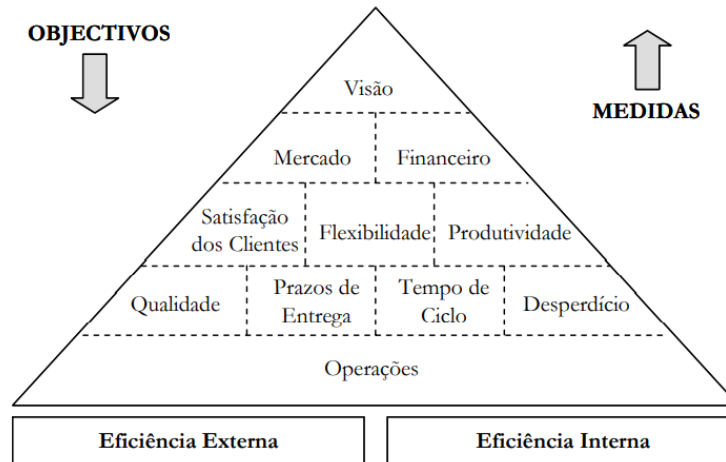 OBJECTIVOS
MEDIDAS
Visão
Mercado
Financeiro
Satisfação
dos Clientes
Flexibilidade
Produtividade
Qualidade
Prazos de
Entrega
Tempo de
Ciclo
Desperdício
Operações
Eficiência Externa
Eficiência Interna